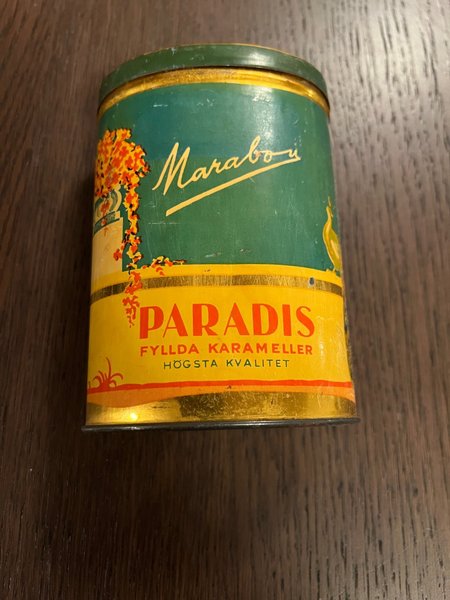 Marabou
PARADIS
FYLLDA KARAMELLER
HÖGSTA KVALITET